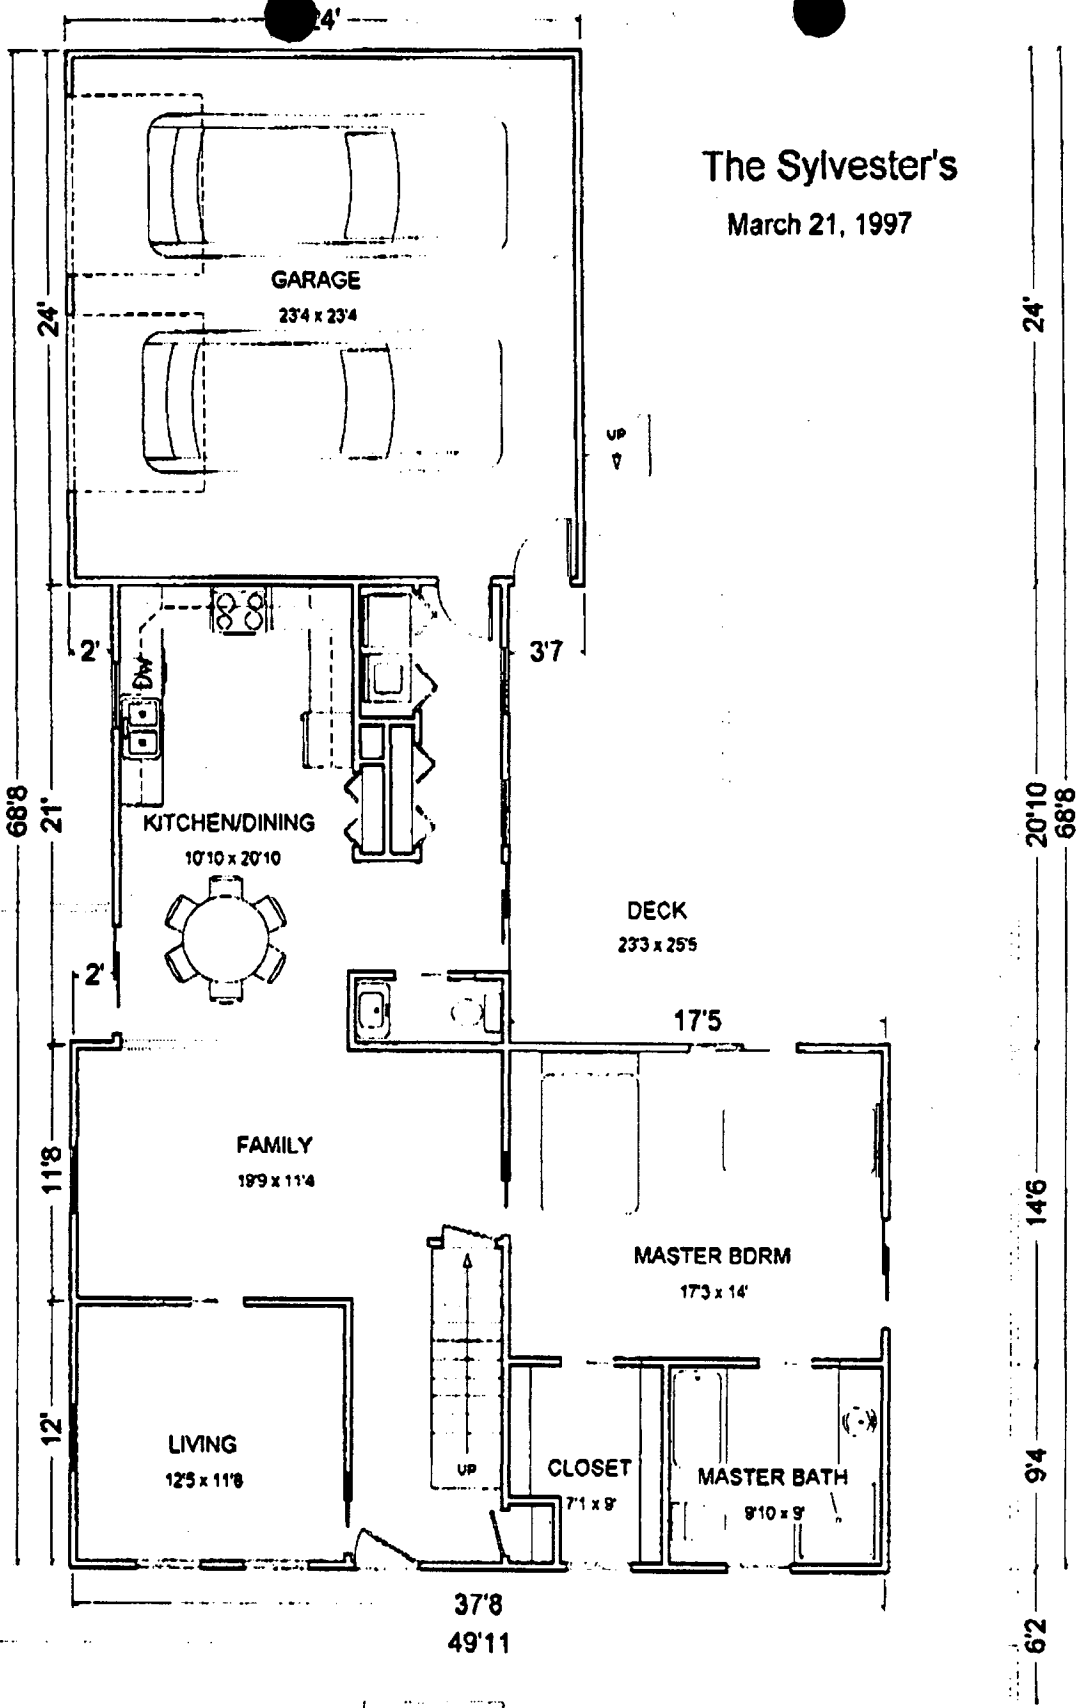 24'
The Sylvester's
March 21, 1997
GARAGE
23'4 x 23'4
24'
24'
UP
2'
3'7
DW
68'8
21'
20'10
68'8
KITCHEN/DINING
10'10 x 20'10
DECK
23'3 x 25'5
2'
17'5
FAMILY
19'9 x 11'4
11'8
14'6
MASTER BDRM
17'3 x 14'
LIVING
12'5 x 11'8
12'
UP
CLOSET
7'1 x 9'
MASTER BATH
9'10 x 9'
9'4
37'8
49'11
6'2